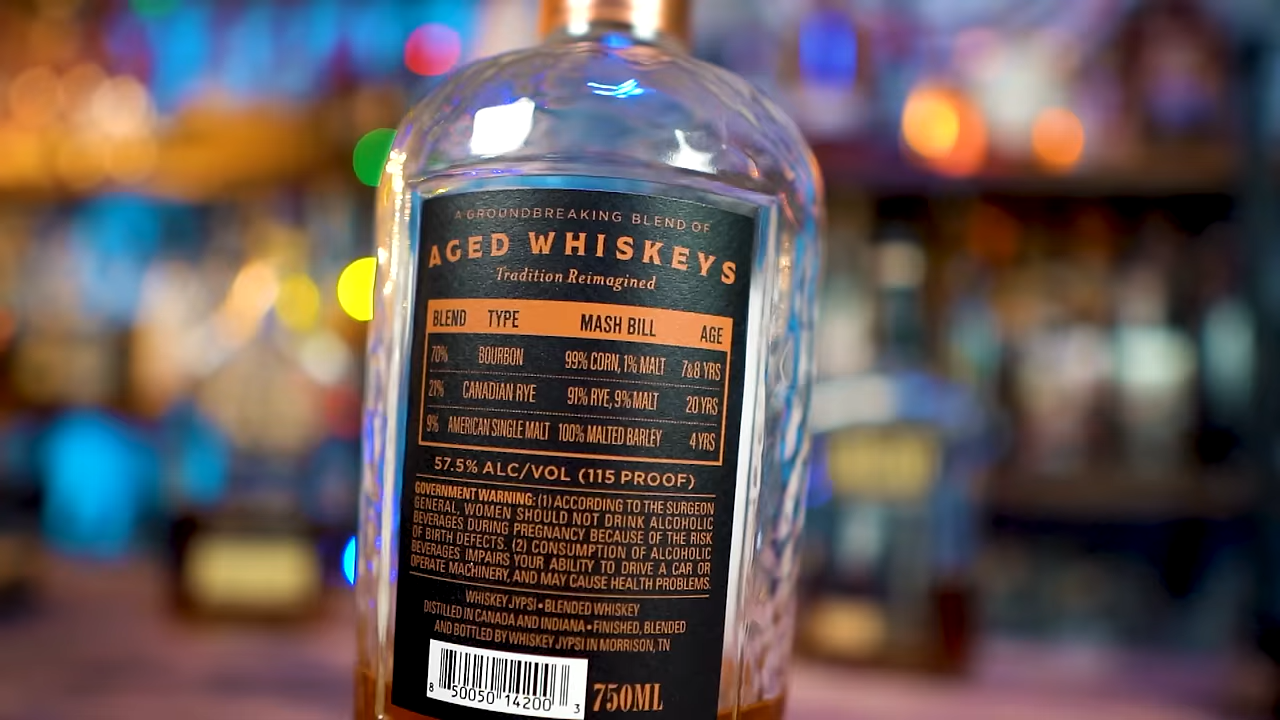 A GROUNDBREAKING BLEND OF
AGED WHISKEYS
Tradition Reimagined
BLEND TYPE MASH BILL AGE
70% BOURBON 99% CORN, 1% MALT 7&8 YRS
21% CANADIAN RYE 91% RYE, 9% MALT 20 YRS
9% AMERICAN SINGLE MALT 100% MALTED BARLEY 4 YRS
57.5% ALC/VOL (115 PROOF)
GOVERNMENT WARNING: (1) ACCORDING TO THE SURGEON
GENERAL, WOMEN SHOULD NOT DRINK ALCOHOLIC
BEVERAGES DURING PREGNANCY BECAUSE OF THE RISK
OF BIRTH DEFECTS. (2) CONSUMPTION OF ALCOHOLIC
BEVERAGES IMPAIRS YOUR ABILITY TO DRIVE A CAR OR
OPERATE MACHINERY, AND MAY CAUSE HEALTH PROBLEMS.
WHISKEY JYPSI • BLENDED WHISKEY
DISTILLED IN CANADA AND INDIANA • FINISHED, BLENDED
AND BOTTLED BY WHISKEY JYPSI IN MORRISON, TN
8 50050 14200 3
750ML